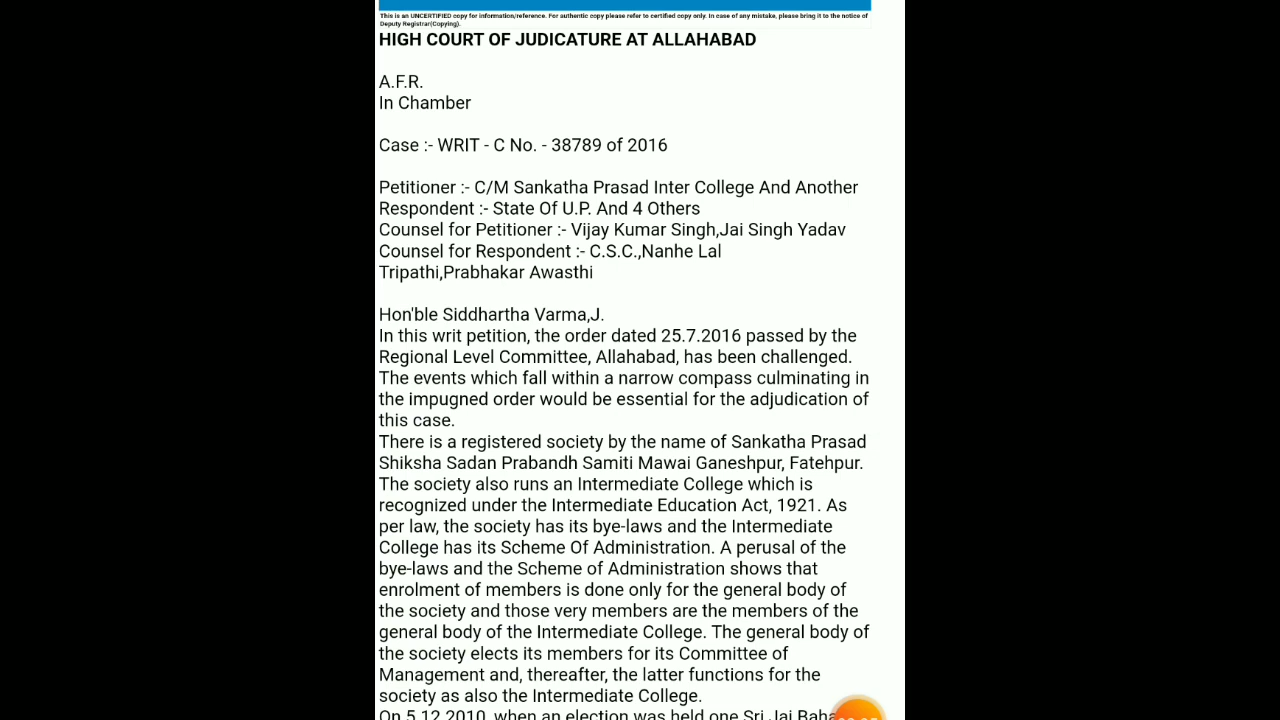 This is an UNCERTIFIED copy for information/reference. For authentic copy please refer to certified copy only. In case of any mistake, please bring it to the notice of
Deputy Registrar(Copying).
HIGH COURT OF JUDICATURE AT ALLAHABAD
A.F.R.
In Chamber
Case :- WRIT - C No. - 38789 of 2016
Petitioner :- C/M Sankatha Prasad Inter College And Another
Respondent :- State Of U.P. And 4 Others
Counsel for Petitioner :- Vijay Kumar Singh,Jai Singh Yadav
Counsel for Respondent :- C.S.C.,Nanhe Lal
Tripathi,Prabhakar Awasthi
Hon'ble Siddhartha Varma,J.
In this writ petition, the order dated 25.7.2016 passed by the
Regional Level Committee, Allahabad, has been challenged.
The events which fall within a narrow compass culminating in
the impugned order would be essential for the adjudication of
this case.
There is a registered society by the name of Sankatha Prasad
Shiksha Sadan Prabandh Samiti Mawai Ganeshpur, Fatehpur.
The society also runs an Intermediate College which is
recognized under the Intermediate Education Act, 1921. As
per law, the society has its bye-laws and the Intermediate
College has its Scheme Of Administration. A perusal of the
bye-laws and the Scheme of Administration shows that
enrolment of members is done only for the general body of
the society and those very members are the members of the
general body of the Intermediate College. The general body of
the society elects its members for its Committee of
Management and, thereafter, the latter functions for the
society as also the Intermediate College.
On 5.12.2010, when an election was held one Sri Jai